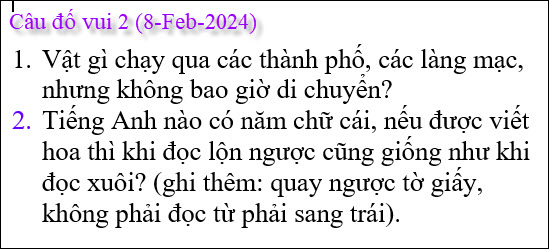 Câu đố vui 2 (8-Feb-2024)
1. Vật gì chạy qua các thành phố, các làng mạc,
nhưng không bao giờ di chuyển?
2. Tiếng Anh nào có năm chữ cái, nếu được viết
hoa thì khi đọc lộn ngược cũng giống như khi
đọc xuôi? (ghi thêm: quay ngược tờ giấy,
không phải đọc từ phải sang trái).